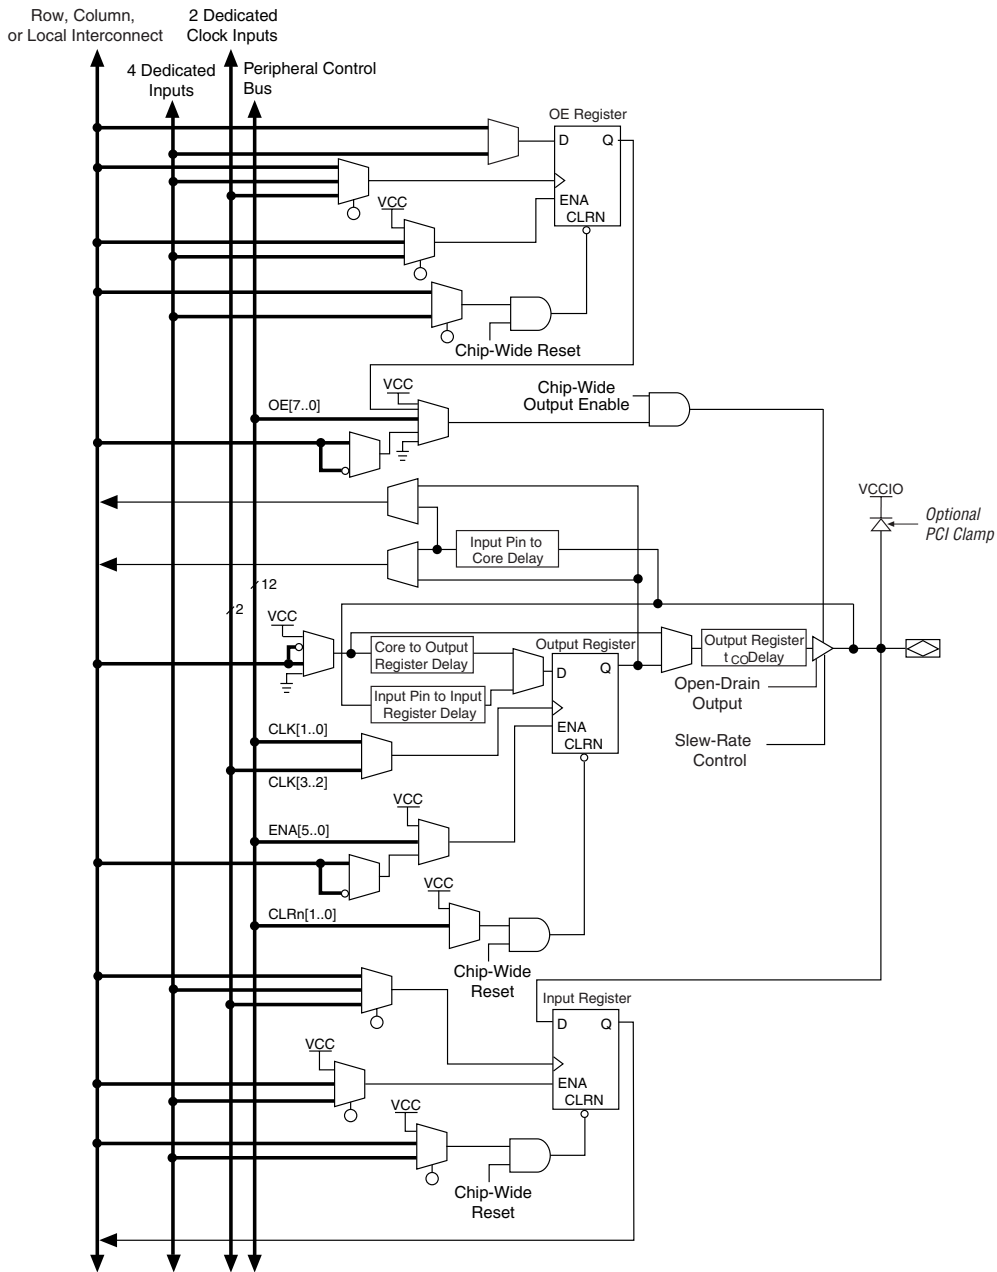 Row, Column,
or Local Interconnect
2 Dedicated
Clock Inputs
4 Dedicated
Inputs
Peripheral Control
Bus
OE Register
D
Q
ENA
CLRN
VCC
Chip-Wide Reset
VCC
OE[7..0]
Chip-Wide
Output Enable
VCCIO
Optional
PCI Clamp
Input Pin to
Core Delay
12
2
VCC
Core to Output
Register Delay
Input Pin to Input
Register Delay
Output Register
D
Q
ENA
CLRN
Output Register
tCO Delay
Open-Drain
Output
Slew-Rate
Control
CLK[1..0]
CLK[3..2]
VCC
ENA[5..0]
VCC
CLRn[1..0]
Chip-Wide
Reset
Input Register
D
Q
ENA
CLRN
VCC
VCC
Chip-Wide
Reset